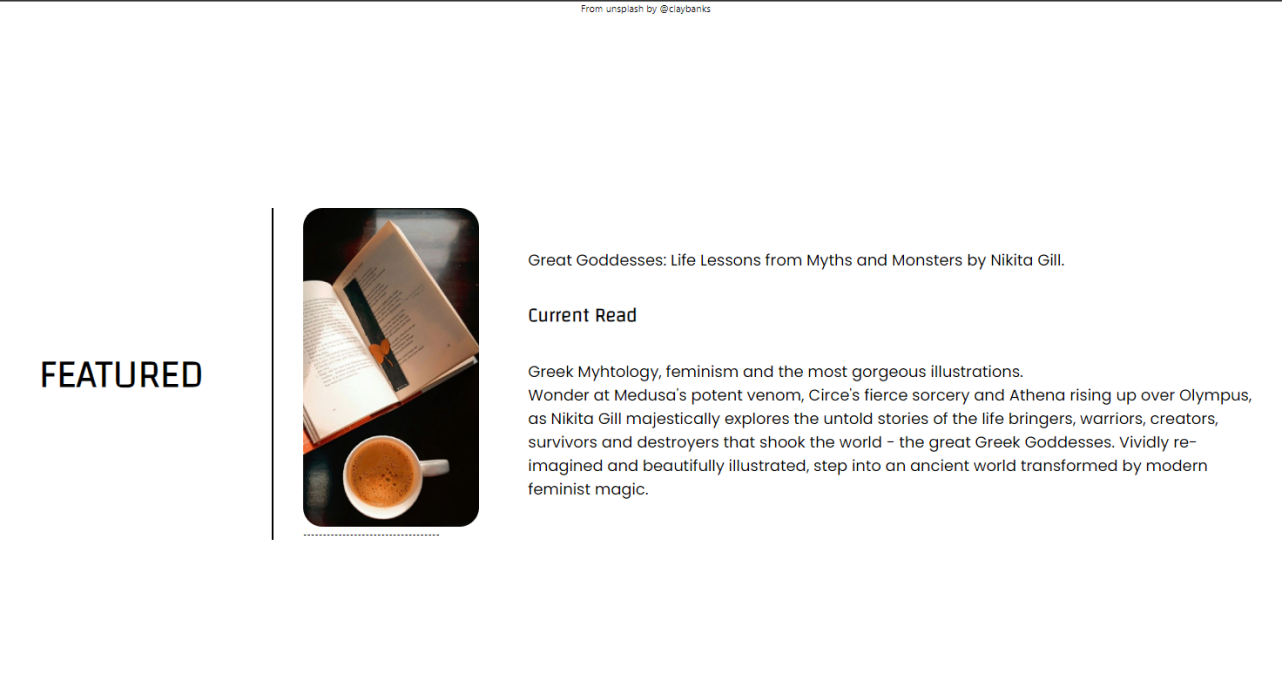 From unsplash by @claybanks
FEATURED
Great Goddesses: Life Lessons from Myths and Monsters by Nikita Gill.
Current Read
Greek Myhtology, feminism and the most gorgeous illustrations.
Wonder at Medusa's potent venom, Circe's fierce sorcery and Athena rising up over Olympus,
as Nikita Gill majestically explores the untold stories of the life bringers, warriors, creators,
survivors and destroyers that shook the world - the great Greek Goddesses. Vividly re-
imagined and beautifully illustrated, step into an ancient world transformed by modern
feminist magic.